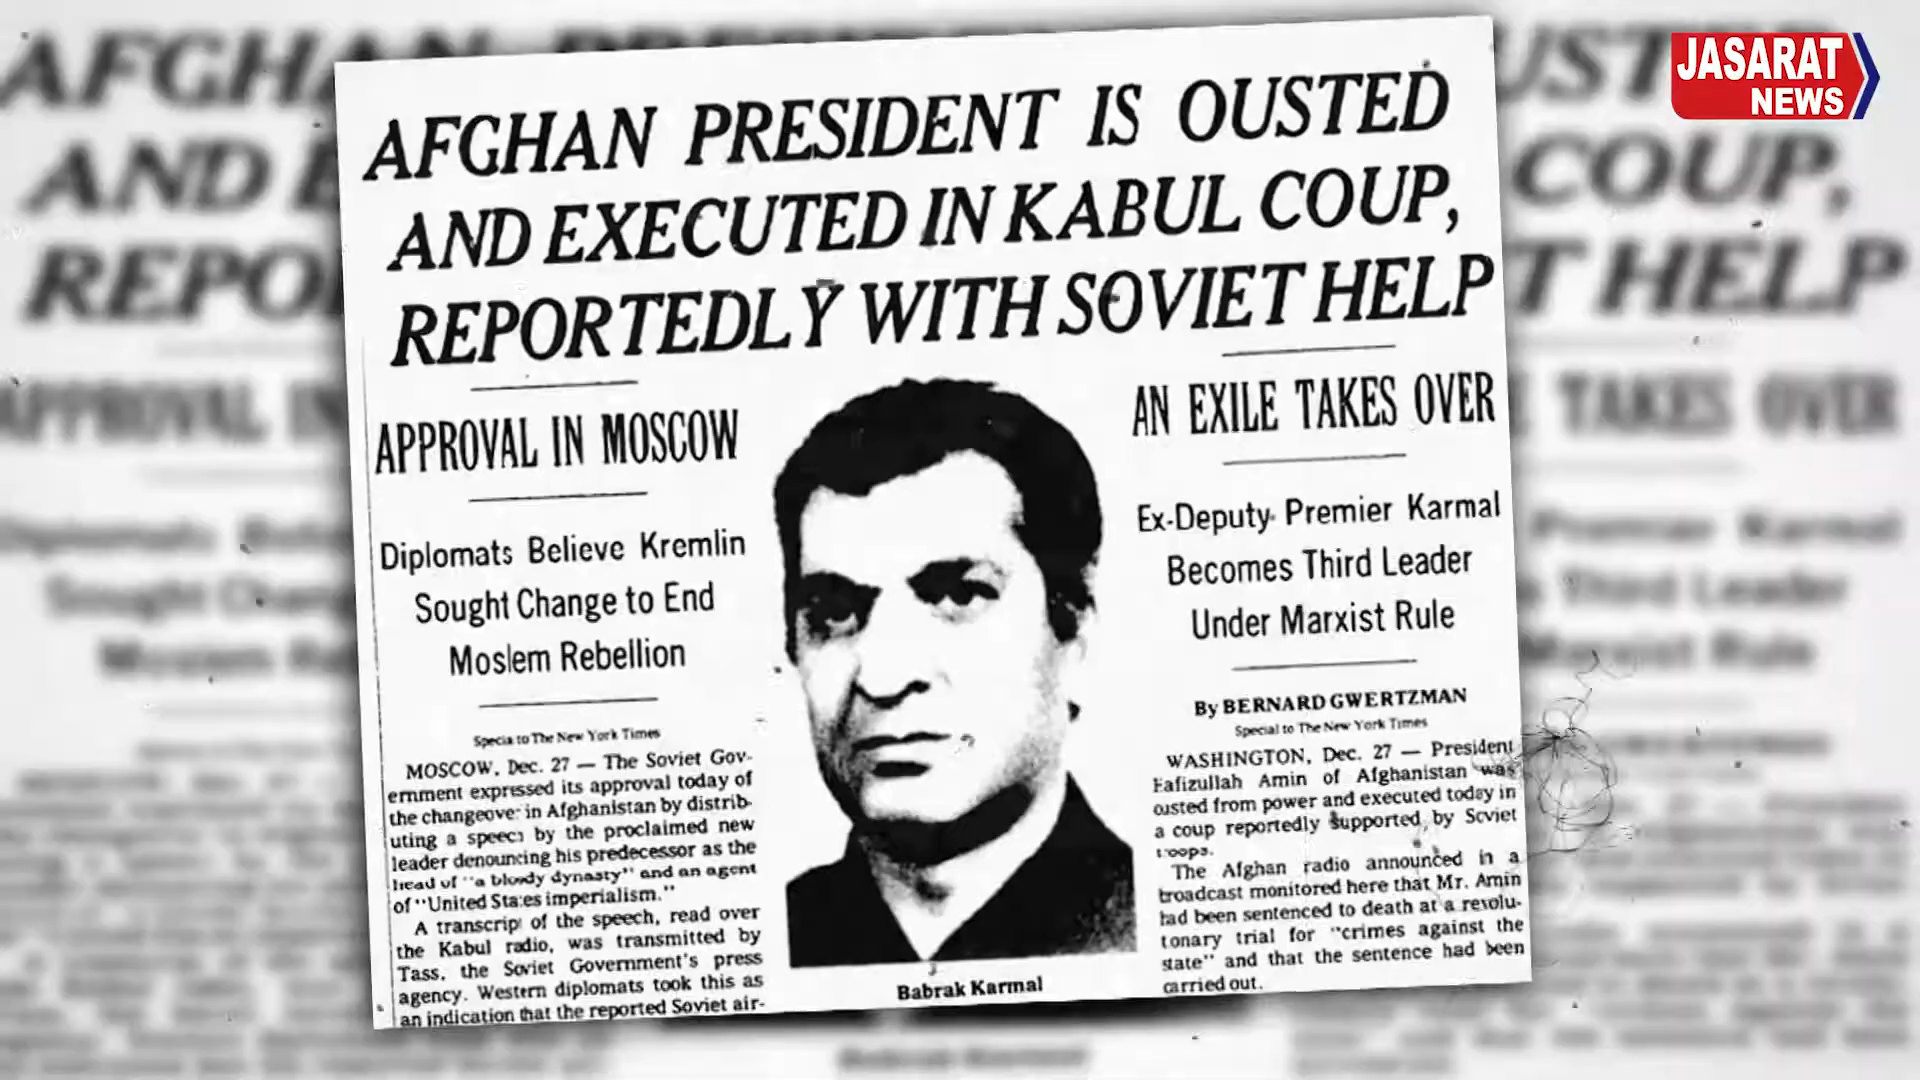 JASARAT
NEWS
AFGHAN PRESIDENT IS OUSTED
AND EXECUTED IN KABUL COUP,
REPORTEDLY WITH SOVIET HELP
APPROVAL IN MOSCOW
Diplomats Believe Kremlin
Sought Change to End
Moslem Rebellion
Specia to The New York Times
MOSCOW, Dec. 27 — The Soviet Gov-
ernment expressed its approval today of
the changeover in Afghanistan by distrib-
uting a speech by the proclaimed new
leader denouncing his predecessor as the
head of "a bloody dynasty" and an agent
of "United States imperialism."
A transcript of the speech, read over
the Kabul radio, was transmitted by
Tass, the Soviet Government's press
agency. Western diplomats took this as
an indication that the reported Soviet air-
Babrak Karmal
AN EXILE TAKES OVER
Ex-Deputy Premier Karmal
Becomes Third Leader
Under Marxist Rule
By BERNARD GWERTZMAN
Special to The New York Times
WASHINGTON, Dec. 27 — President
Hafizullah Amin of Afghanistan was
ousted from power and executed today in
a coup reportedly supported by Soviet
troops.
The Afghan radio announced in a
broadcast monitored here that Mr. Amin
had been sentenced to death at a revolu-
tonary trial for "crimes against the
state" and that the sentence had been
carried out.